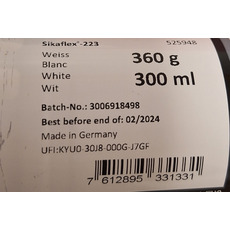 Sikaflex®-223 525948
Weiss 360 g
Blanc
White 300 ml
Wit
Batch-No.: 3006918498
Best before end of: 02/2024
Made in Germany
UFI:KYU0-30J8-000G-J7GF
7 612895 331331